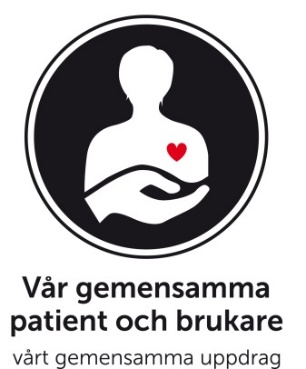 Vår gemensamma
patient och brukare
vårt gemensamma uppdrag